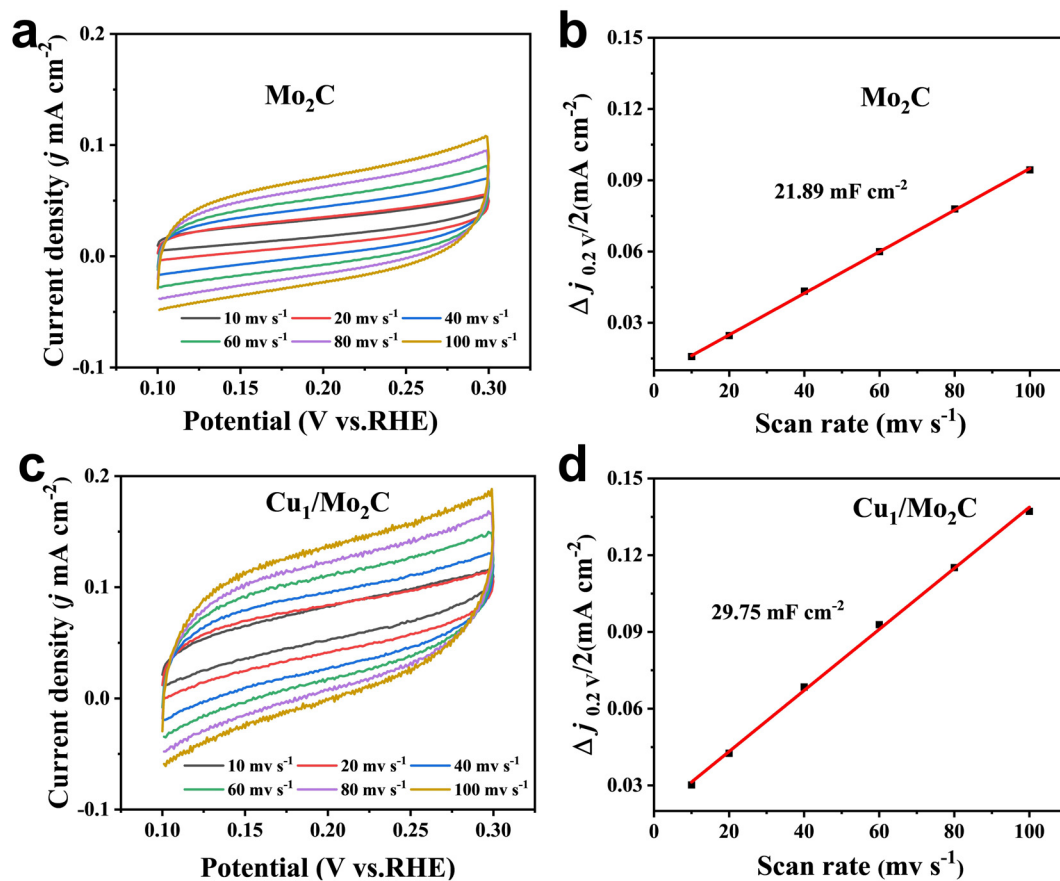 a
0.2
0.1
0.0
-0.1
Current density (j mA cm⁻²)
Mo₂C
10 mv s⁻¹ 20 mv s⁻¹ 40 mv s⁻¹
60 mv s⁻¹ 80 mv s⁻¹ 100 mv s⁻¹
0.10 0.15 0.20 0.25 0.30
Potential (V vs.RHE)
b
0.15
0.12
0.09
0.06
0.03
Δ j 0.2 v/2(mA cm⁻²)
Mo₂C
21.89 mF cm⁻²
0 20 40 60 80 100
Scan rate (mv s⁻¹)
c
0.2
0.1
0.0
-0.1
Current density (j mA cm⁻²)
Cu₁/Mo₂C
10 mv s⁻¹ 20 mv s⁻¹ 40 mv s⁻¹
60 mv s⁻¹ 80 mv s⁻¹ 100 mv s⁻¹
0.10 0.15 0.20 0.25 0.30
Potential (V vs.RHE)
d
0.15
0.12
0.09
0.06
0.03
Δ j 0.2 v/2(mA cm⁻²)
Cu₁/Mo₂C
29.75 mF cm⁻²
0 20 40 60 80 100
Scan rate (mv s⁻¹)